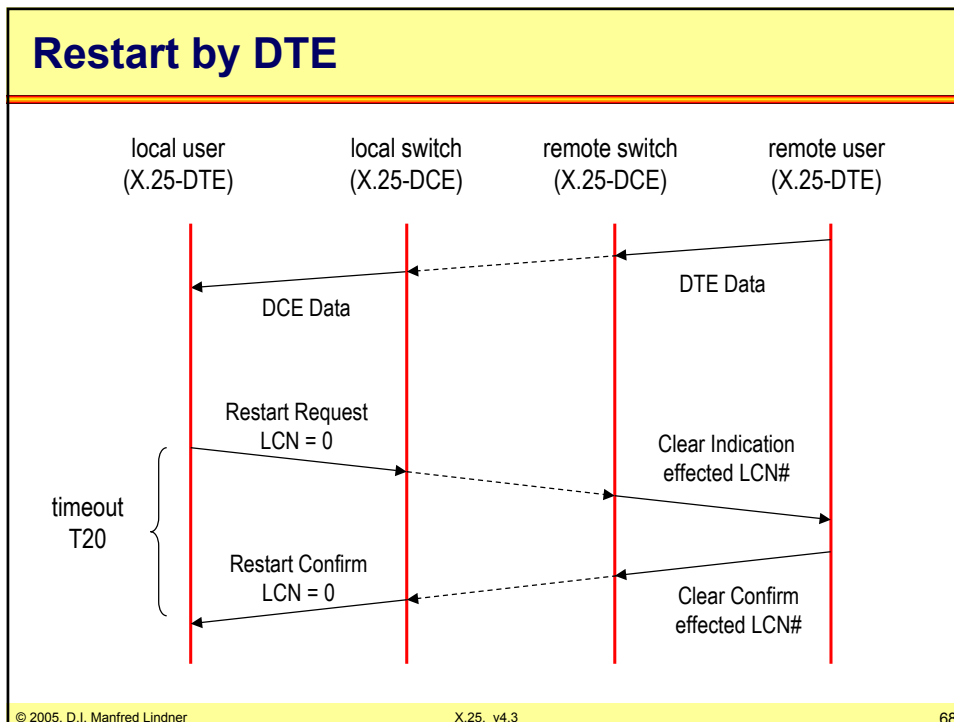 Restart by DTE
local user
(X.25-DTE)
local switch
(X.25-DCE)
remote switch
(X.25-DCE)
remote user
(X.25-DTE)
DTE Data
DCE Data
Restart Request
LCN = 0
Clear Indication
effected LCN#
timeout
T20
Restart Confirm
LCN = 0
Clear Confirm
effected LCN#
© 2005, D.I. Manfred Lindner
X.25, v4.3
68